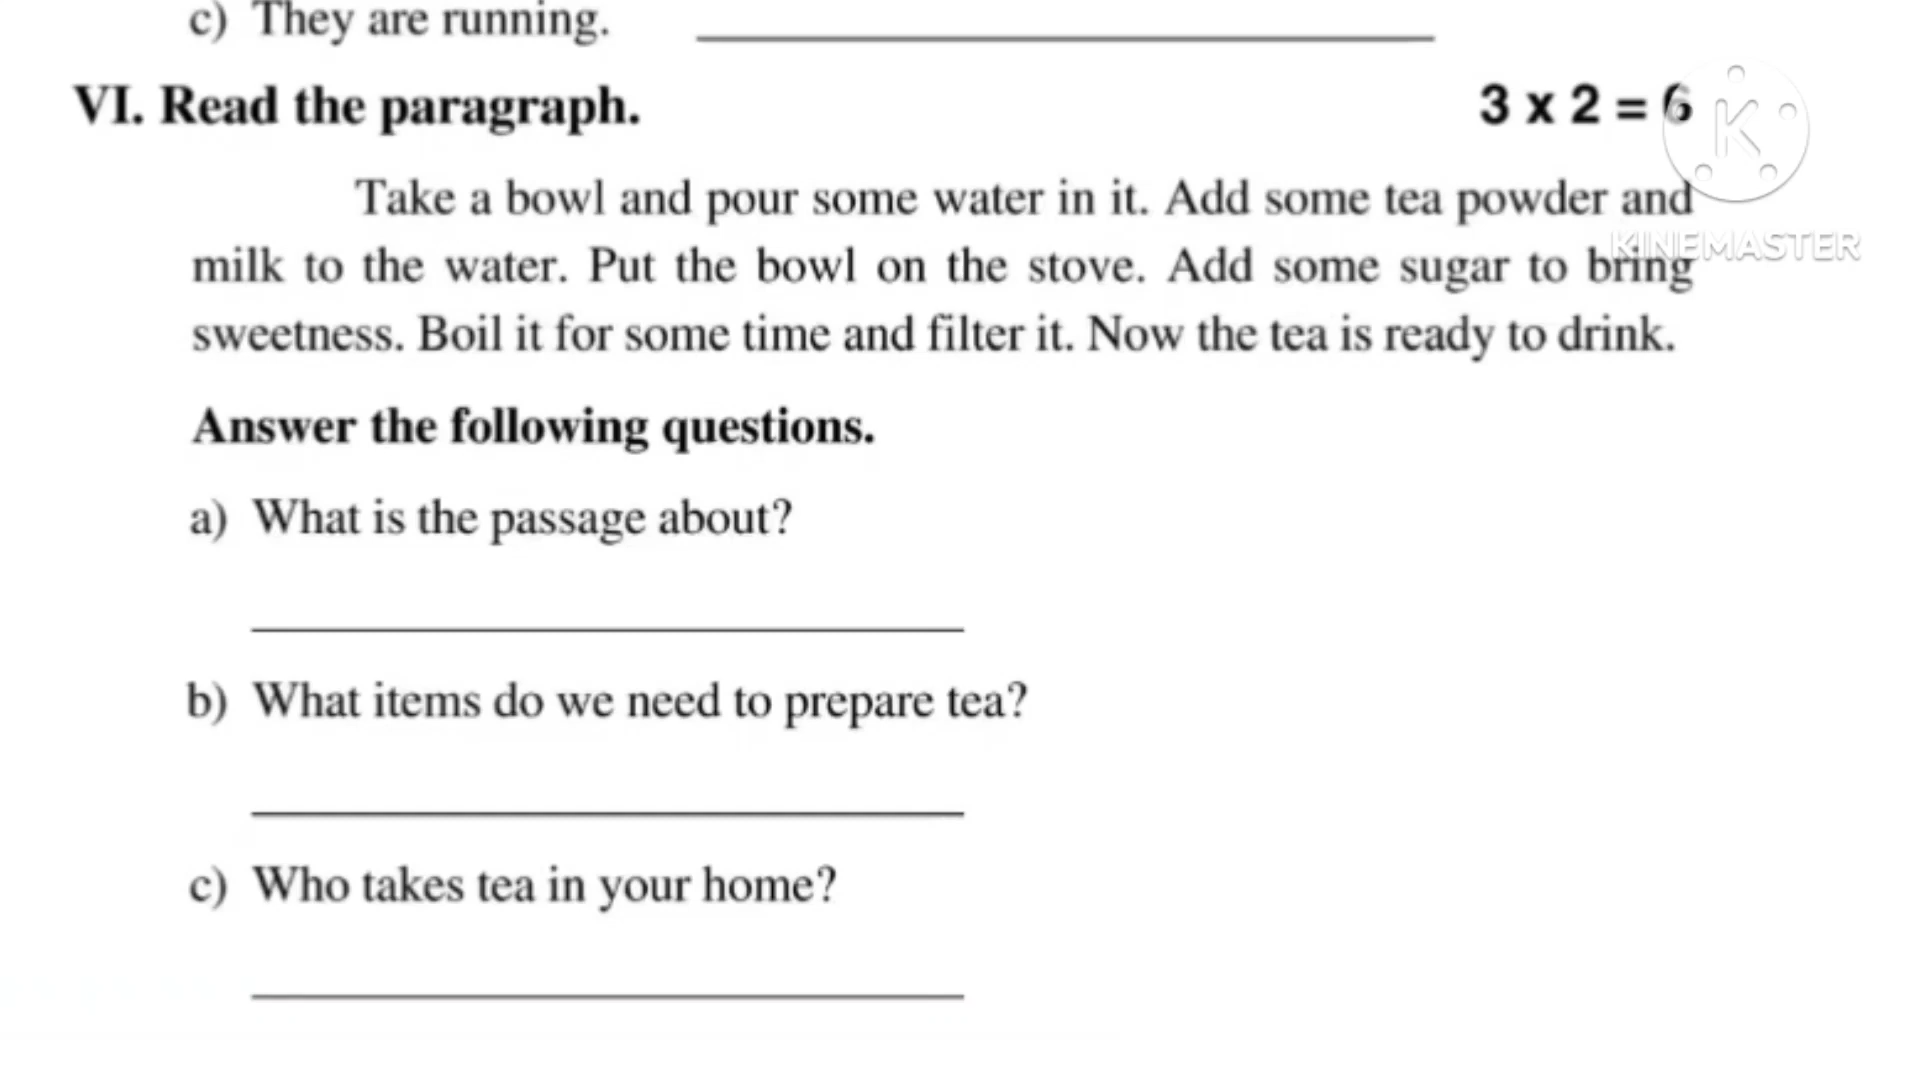 c) They are running. ____________________
VI. Read the paragraph. 3 x 2 = 6
Take a bowl and pour some water in it. Add some tea powder and
milk to the water. Put the bowl on the stove. Add some sugar to bring
sweetness. Boil it for some time and filter it. Now the tea is ready to drink.
Answer the following questions.
a) What is the passage about?
____________________
b) What items do we need to prepare tea?
____________________
c) Who takes tea in your home?
____________________
K
KINEMASTER